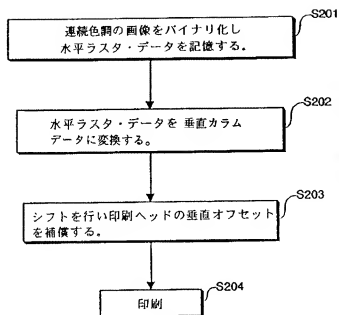 S201
連続色調の画像をバイナリ化し
水平ラスタ・データを記憶する。
S202
水平ラスタ・データを 垂直カラム
データに変換する。
S203
シフトを行い印刷ヘッドの垂直オフセット
を補償する。
S204
印刷